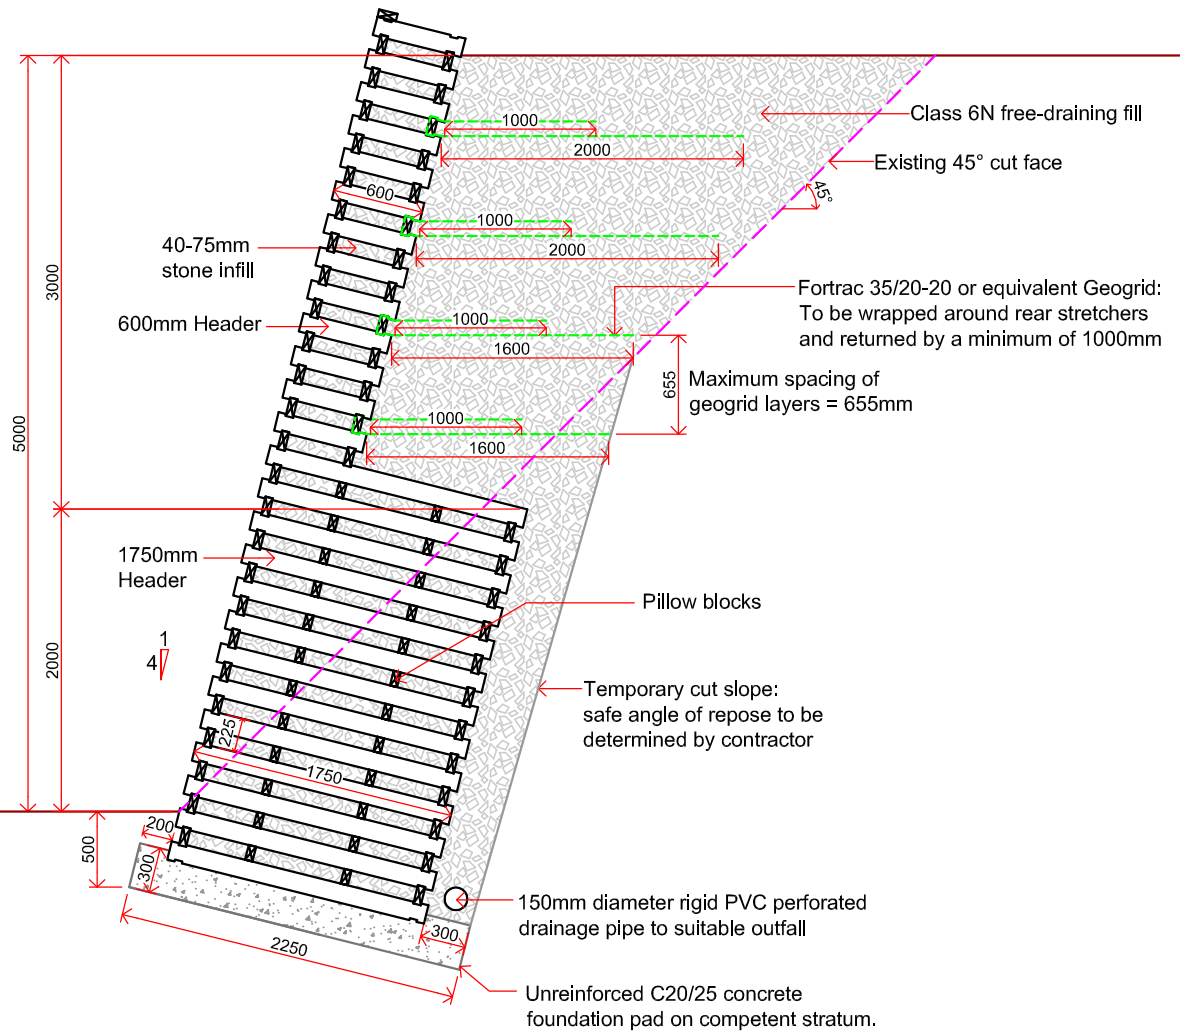 Class 6N free-draining fill
1000
2000
Existing 45° cut face
45°
600
1000
40-75mm
stone infill
2000
3000
Fortrac 35/20-20 or equivalent Geogrid:
To be wrapped around rear stretchers
and returned by a minimum of 1000mm
600mm Header
1000
1600
655
Maximum spacing of
geogrid layers = 655mm
5000
1000
1600
1750mm
Header
Pillow blocks
1
4
2000
Temporary cut slope:
safe angle of repose to be
determined by contractor
225
1750
200
500
300
150mm diameter rigid PVC perforated
drainage pipe to suitable outfall
300
2250
Unreinforced C20/25 concrete
foundation pad on competent stratum.